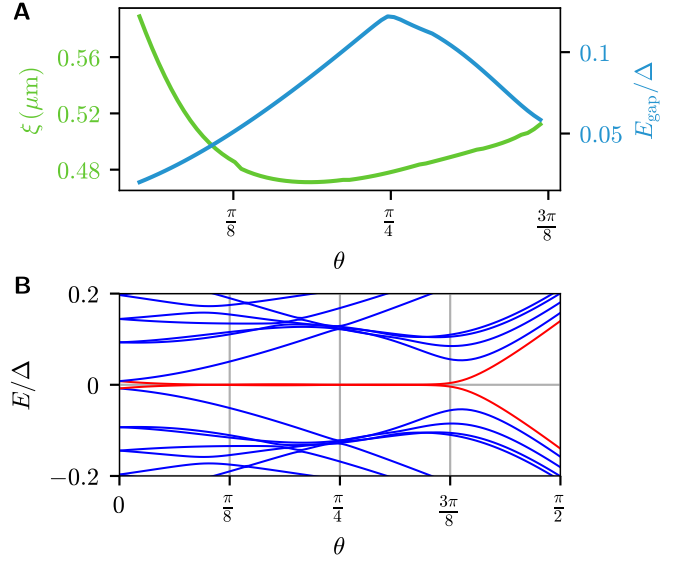 A
ξ (μm)
0.56
0.52
0.48
0.1
0.05
E_gap/Δ
π/8
π/4
3π/8
θ
B
E/Δ
0.2
0
−0.2
0
π/8
π/4
3π/8
π/2
θ